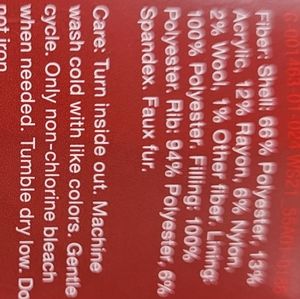 Fiber: Shell: 66% Polyester, 13%
Acrylic, 12% Rayon, 6% Nylon,
2% Wool, 1% Other fiber. Lining:
100% Polyester. Filling: 100%
Polyester. Rib: 94% Polyester, 6%
Spandex. Faux fur.
Care: Turn inside out. Machine
wash cold with like colors. Gentle
cycle. Only non-chlorine bleach
when needed. Tumble dry low. Do
not iron